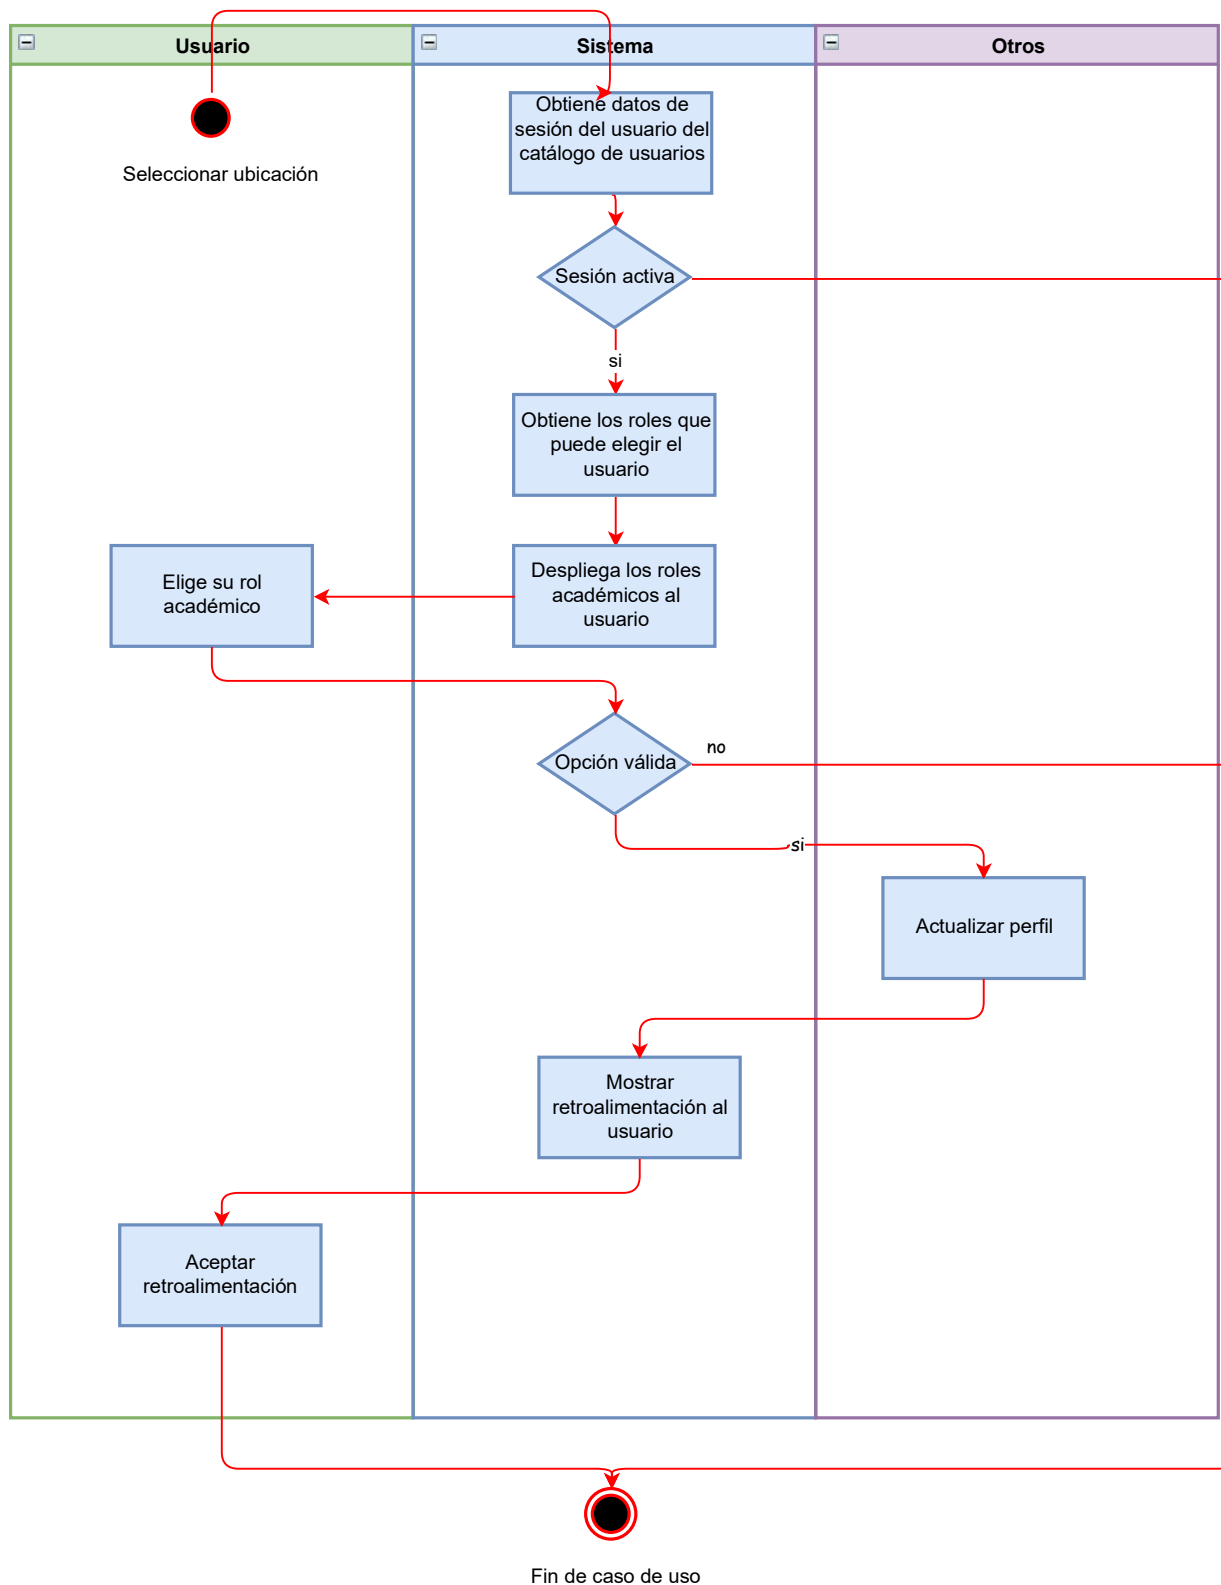 Usuario
Sistema
Otros
Seleccionar ubicación
Obtiene datos de
sesión del usuario del
catálogo de usuarios
Sesión activa
si
Obtiene los roles que
puede elegir el
usuario
Elige su rol
académico
Despliega los roles
académicos al
usuario
Opción válida
no
si
Actualizar perfil
Mostrar
retroalimentación al
usuario
Aceptar
retroalimentación
Fin de caso de uso